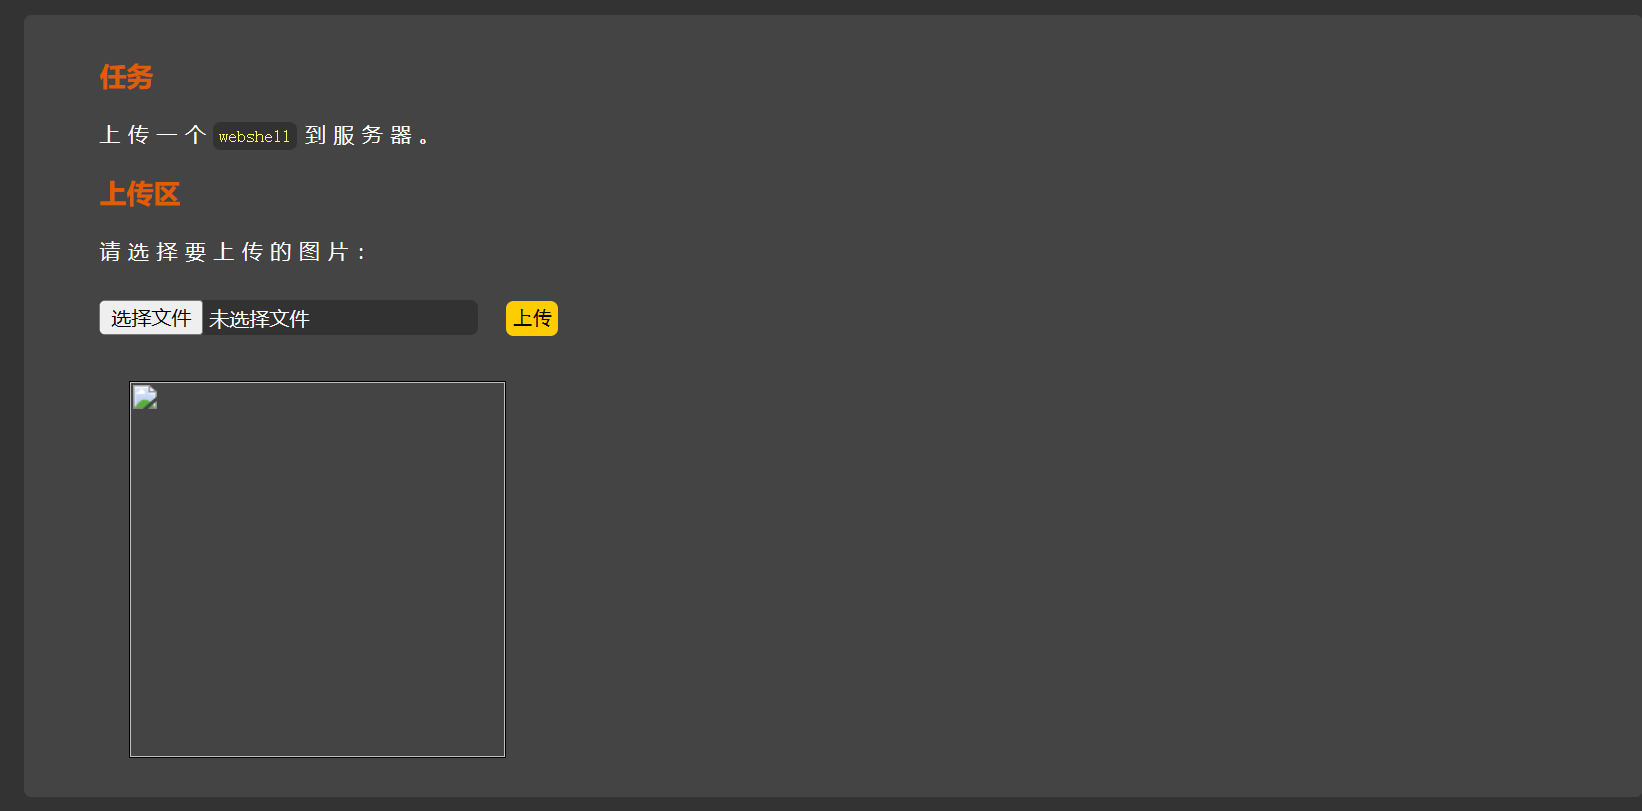 任务
上传一个 webshell 到服务器。
上传区
请选择要上传的图片：
选择文件 未选择文件 上传